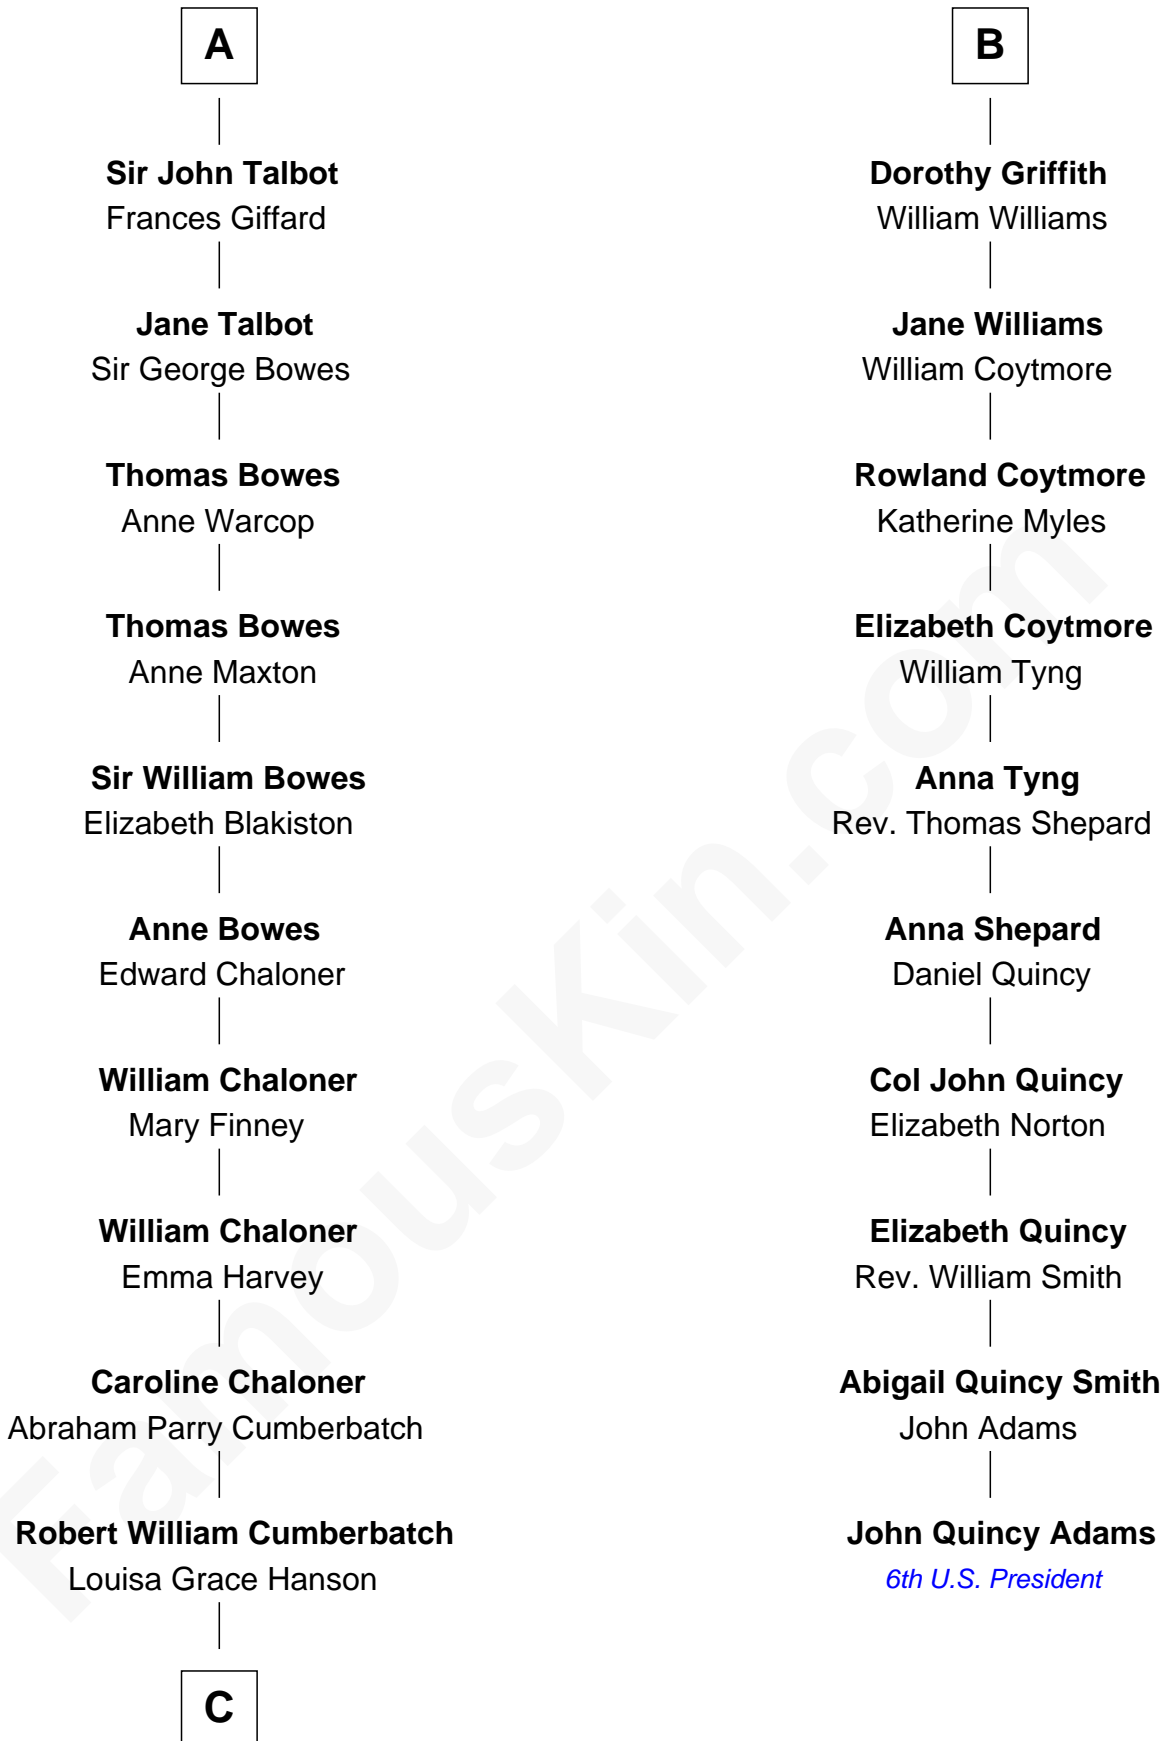 A
Sir John Talbot
Frances Giffard
Jane Talbot
Sir George Bowes
Thomas Bowes
Anne Warcop
Thomas Bowes
Anne Maxton
Sir William Bowes
Elizabeth Blakiston
Anne Bowes
Edward Chaloner
William Chaloner
Mary Finney
William Chaloner
Emma Harvey
Caroline Chaloner
Abraham Parry Cumberbatch
Robert William Cumberbatch
Louisa Grace Hanson
C
B
Dorothy Griffith
William Williams
Jane Williams
William Coytmore
Rowland Coytmore
Katherine Myles
Elizabeth Coytmore
William Tyng
Anna Tyng
Rev. Thomas Shepard
Anna Shepard
Daniel Quincy
Col John Quincy
Elizabeth Norton
Elizabeth Quincy
Rev. William Smith
Abigail Quincy Smith
John Adams
John Quincy Adams
6th U.S. President
FamousKin.com